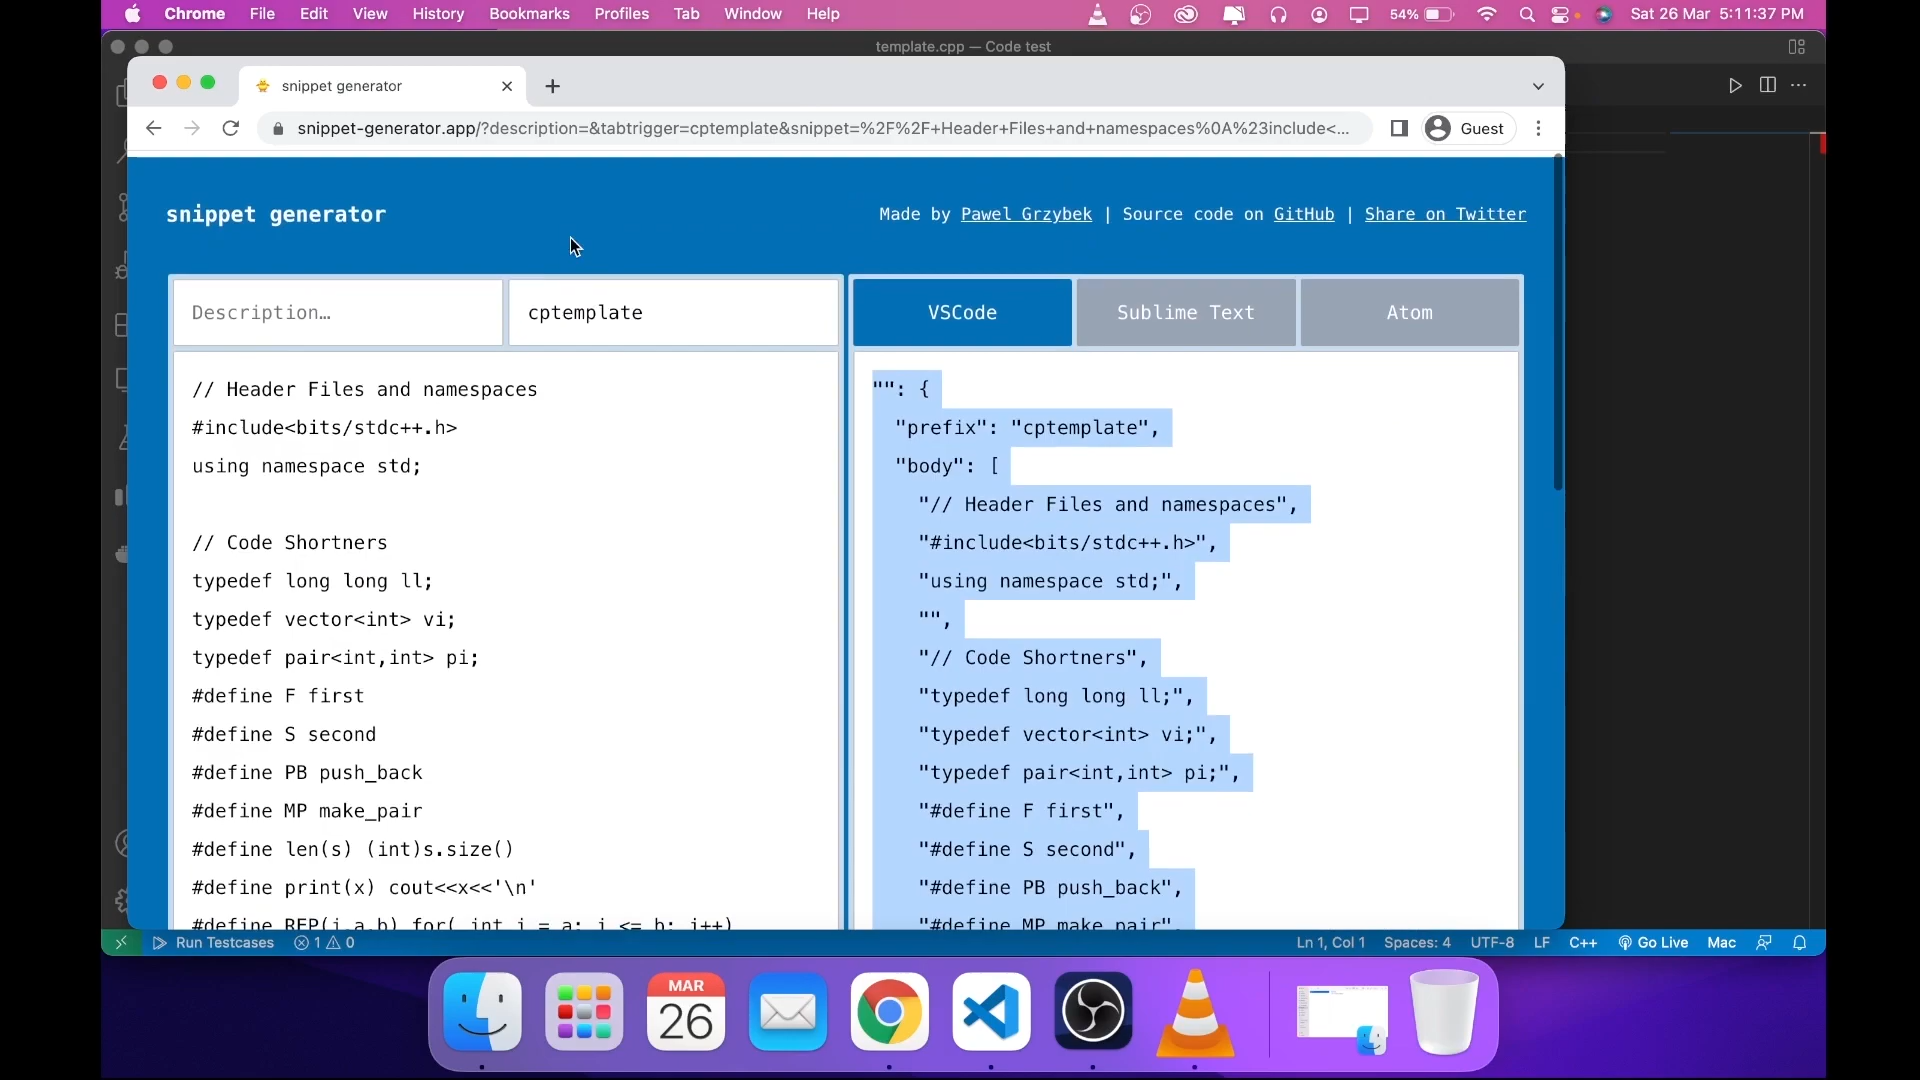 Chrome File Edit View History Bookmarks Profiles Tab Window Help 54% Sat 26 Mar 5:11:37 PM
template.cpp — Code test
snippet generator
snippet-generator.app/?description=&tabtrigger=cptemplate&snippet=%2F%2F+Header+Files+and+namespaces%0A%23include<... Guest
snippet generator
Made by Pawel Grzybek | Source code on GitHub | Share on Twitter
Description…
cptemplate
VSCode
Sublime Text
Atom
// Header Files and namespaces
#include<bits/stdc++.h>
using namespace std;
// Code Shortners
typedef long long ll;
typedef vector<int> vi;
typedef pair<int,int> pi;
#define F first
#define S second
#define PB push_back
#define MP make_pair
#define len(s) (int)s.size()
#define print(x) cout<<x<<'\n'
#define REP(i,a,b) for( int i = a; i <= b; i++)
"": {
"prefix": "cptemplate",
"body": [
"// Header Files and namespaces",
"#include<bits/stdc++.h>",
"using namespace std;",
"",
"// Code Shortners",
"typedef long long ll;",
"typedef vector<int> vi;",
"typedef pair<int,int> pi;",
"#define F first",
"#define S second",
"#define PB push_back",
"#define MP make_pair",
Run Testcases 1 0
Ln 1, Col 1 Spaces: 4 UTF-8 LF C++ Go Live Mac
MAR
26